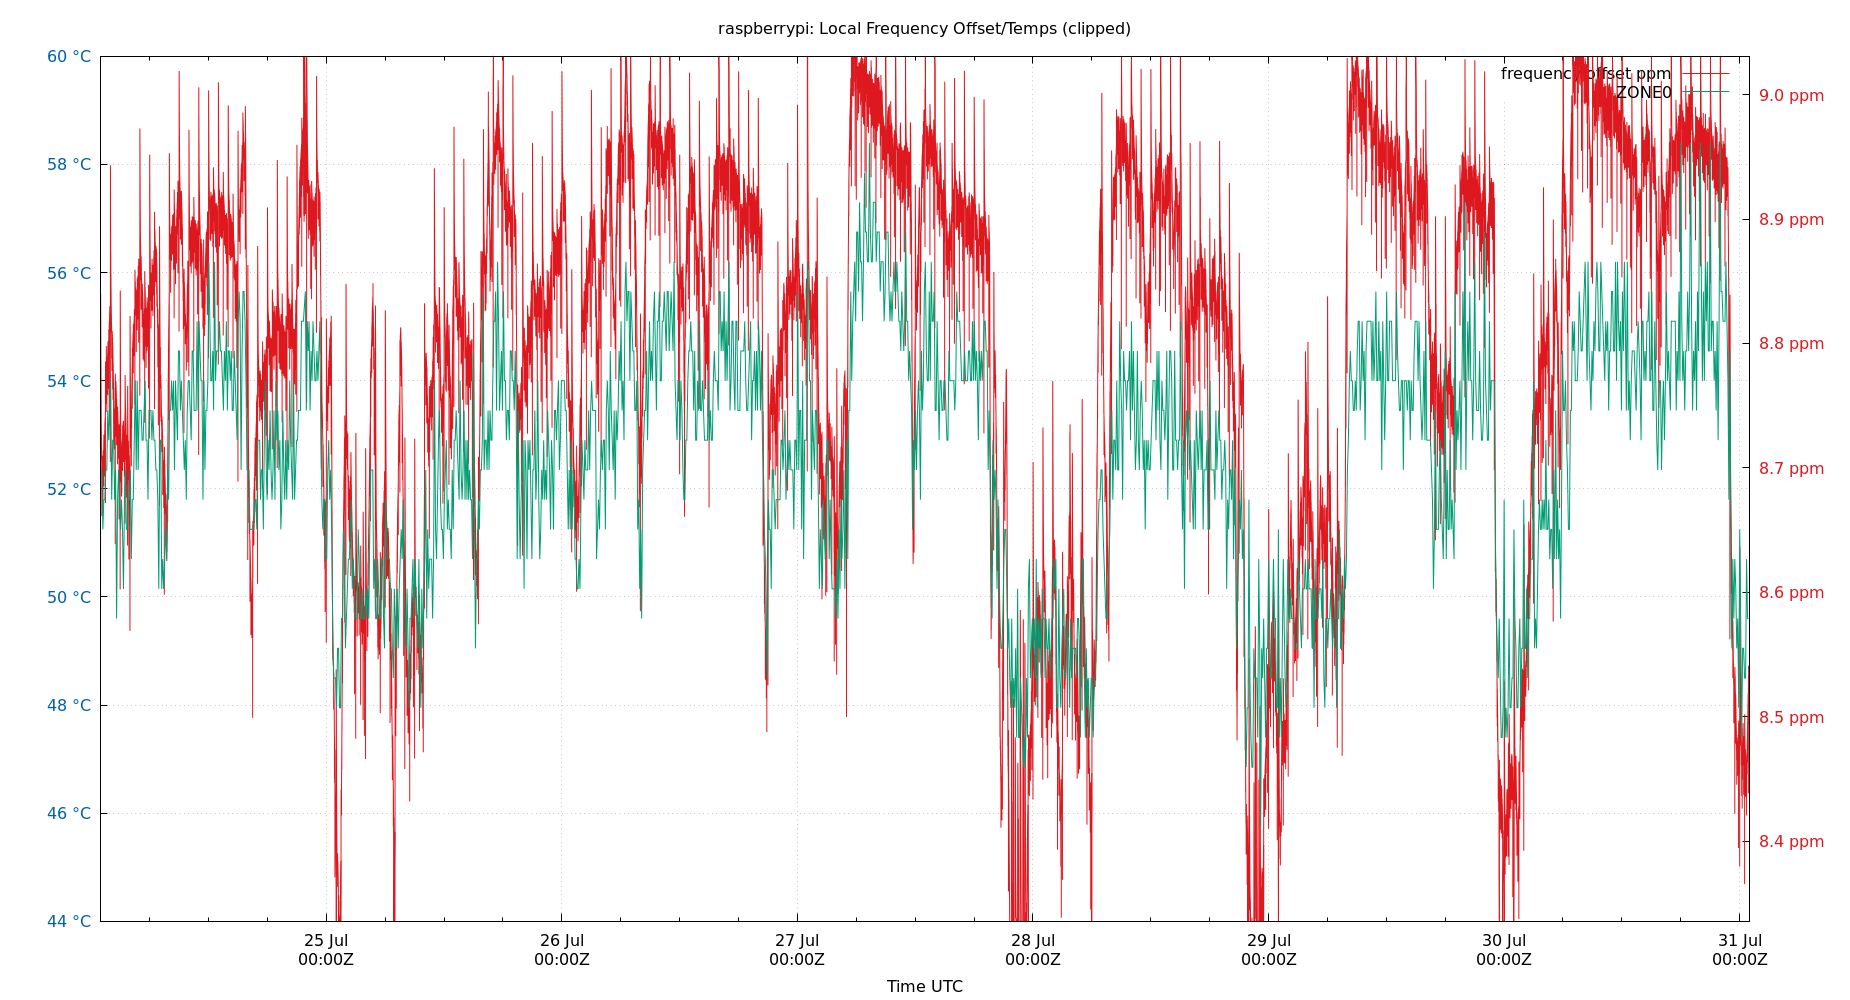 raspberrypi: Local Frequency Offset/Temps (clipped)
60 °C
58 °C
56 °C
54 °C
52 °C
50 °C
48 °C
46 °C
44 °C
frequency offset ppm
ZONE0
9.0 ppm
8.9 ppm
8.8 ppm
8.7 ppm
8.6 ppm
8.5 ppm
8.4 ppm
25 Jul
00:00Z
26 Jul
00:00Z
27 Jul
00:00Z
28 Jul
00:00Z
29 Jul
00:00Z
30 Jul
00:00Z
31 Jul
00:00Z
Time UTC